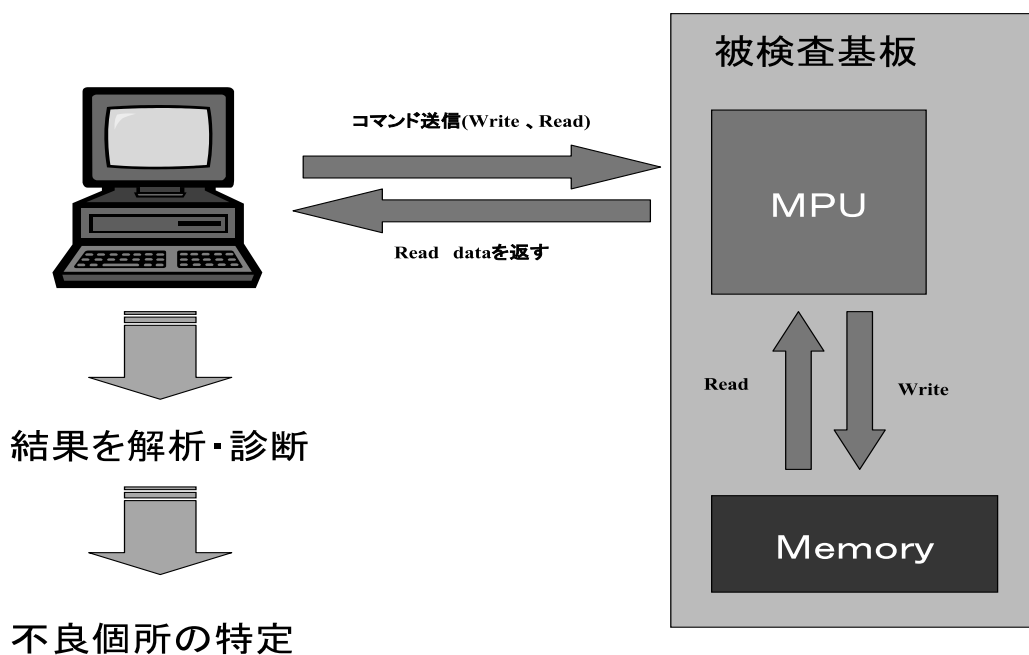 被検査基板
コマンド送信(Write 、Read)
MPU
Read dataを返す
Read
Write
結果を解析・診断
Memory
不良個所の特定